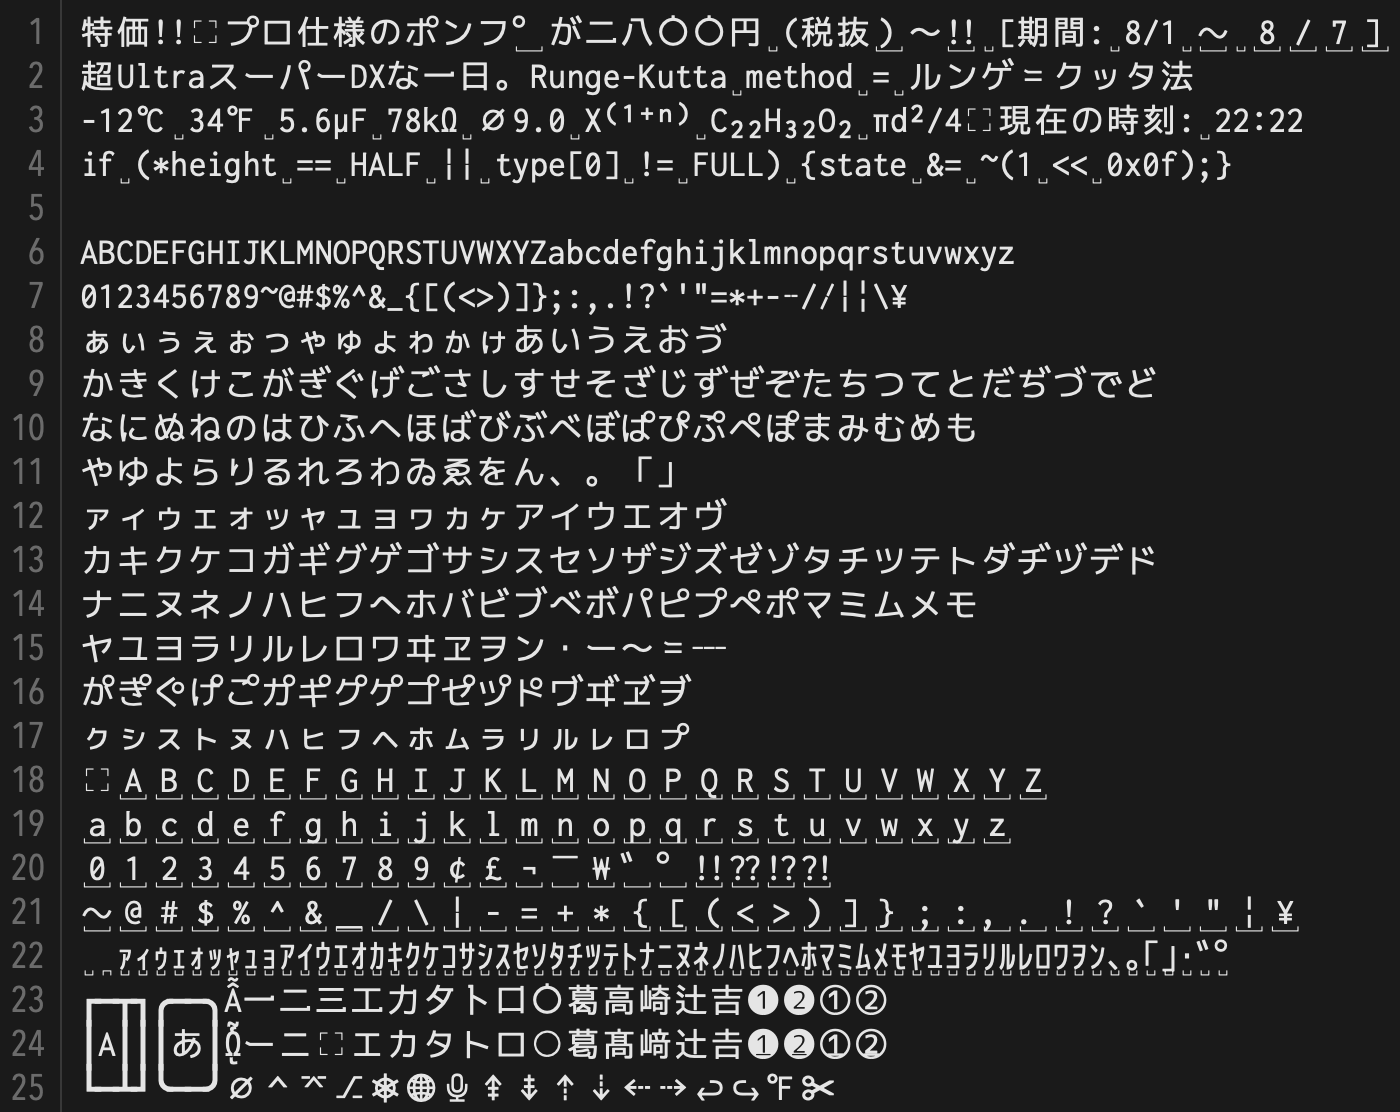 1 特価!!　プロ仕様のポンプ゜が二八〇〇円 (税抜）～‼ [期間: 8/1 ～ ８／７］
2 超UltraスーパーDXな一日。Runge-Kutta method = ルンゲ゠クッタ法
3 -12℃ 34℉ 5.6µF 78kΩ ∅9.0 X⁽¹⁺ⁿ⁾ C₂₂H₃₂O₂ πd²/4　現在の時刻: 22:22
4 if (*height == HALF || type[0] != FULL) {state &= ~(1 << 0x0f);}
5
6 ABCDEFGHIJKLMNOPQRSTUVWXYZabcdefghijklmnopqrstuvwxyz
7 0123456789~@#$%^&_{[(<>)]};:,.!?`'"=*+-–//|¦\¥
8 ぁぃぅぇぉっゃゅょゎゕゖあいうえおゔ
9 かきくけこがぎぐげごさしすせそざじずぜぞたちつてとだぢづでど
10 なにぬねのはひふへほばびぶべぼぱぴぷぺぽまみむめも
11 やゆよらりるれろわゐゑをん、。「」
12 ァィゥェォッャュョヮヵヶアイウエオヴ
13 カキクケコガギグゲゴサシスセソザジズゼゾタチツテトダヂヅデド
14 ナニヌネノハヒフヘホバビブベボパピプペポマミムメモ
15 ヤユヨラリルレロワヰヱヲン・ー～゠—
16 か゚き゚く゚け゚こ゚カ゚キ゚ク゚ケ゚コ゚セ゚ツ゚ト゚ヷヸヹヺ
17 ㇰㇱㇲㇳㇴㇵㇶㇷㇸㇹㇺㇻㇼㇽㇾㇿㇷ゚
18 　ＡＢＣＤＥＦＧＨＩＪＫＬＭＮＯＰＱＲＳＴＵＶＷＸＹＺ
19 ａｂｃｄｅｆｇｈｉｊｋｌｍｎｏｐｑｒｓｔｕｖｗｘｙｚ
20 ０１２３４５６７８９￠￡￢￣￦゛゜‼⁇⁉⁈
21 ～＠＃＄％＾＆＿／＼｜－＝＋＊｛［（＜＞）］｝；：，．！？｀＇＂￤￥
22 ｧｨｩｪｫｯｬｭｮｱｲｳｴｵｶｷｸｹｺｻｼｽｾｿﾀﾁﾂﾃﾄﾅﾆﾇﾈﾉﾊﾋﾌﾍﾎﾏﾐﾑﾒﾓﾔﾕﾖﾗﾘﾙﾚﾛﾜｦﾝ､｡｢｣･ﾞﾟ
23 一二三工力夕卜口〇葛高崎辻吉❶❷①②
A あ
24 ーニ　エカタトロ○葛髙﨑辻吉❶❷①②
25 ∅⌃⌤⌥⎈🌐︎🎙⇞⇟⇡⇣⇠⇢↩↪℉✂